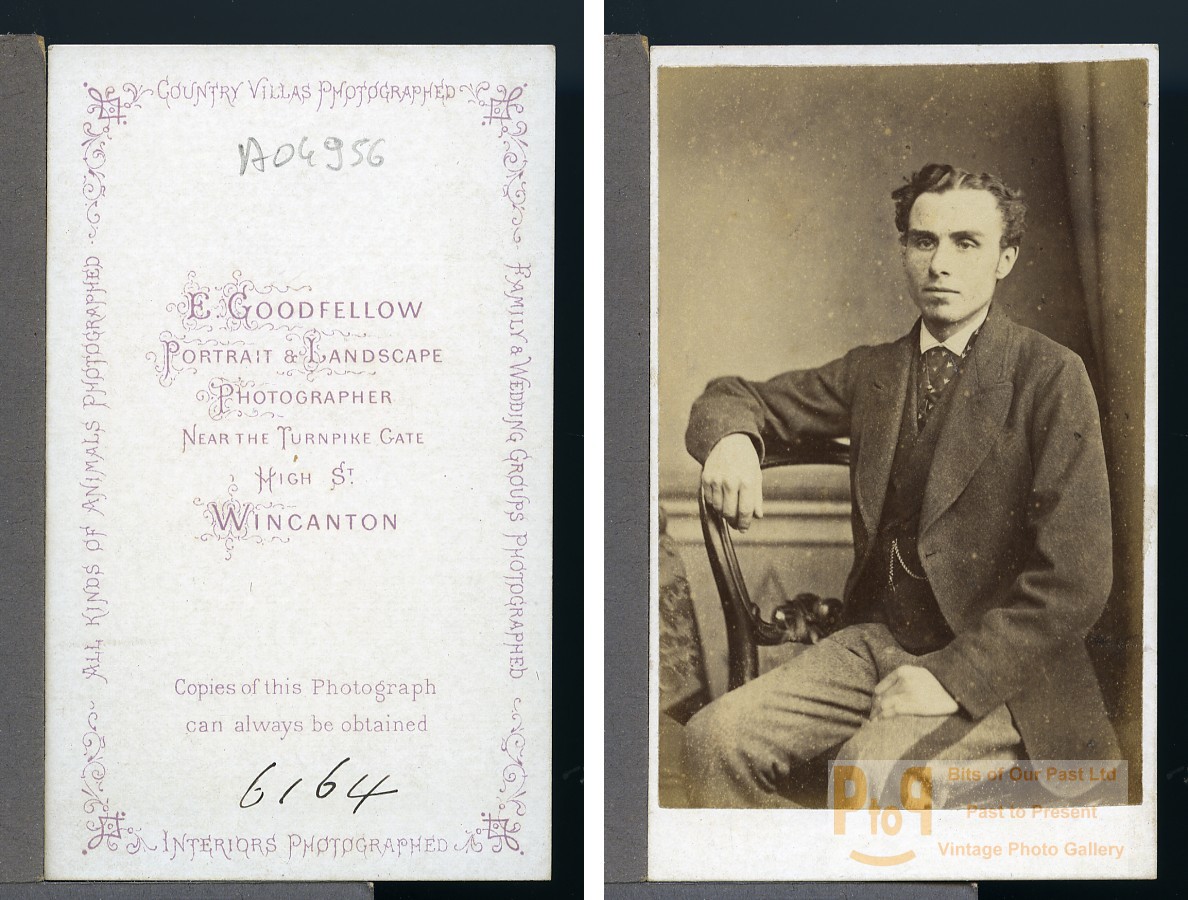 COUNTRY VILLAS PHOTOGRAPHED
A04956
ALL KINDS OF ANIMALS PHOTOGRAPHED
FAMILY & WEDDING GROUPS PHOTOGRAPHED
E. GOODFELLOW
PORTRAIT & LANDSCAPE
PHOTOGRAPHER
NEAR THE TURNPIKE GATE
HIGH ST
WINCANTON
Copies of this Photograph
can always be obtained
6164
INTERIORS PHOTOGRAPHED
PtoP
Bits of Our Past Ltd
Past to Present
Vintage Photo Gallery